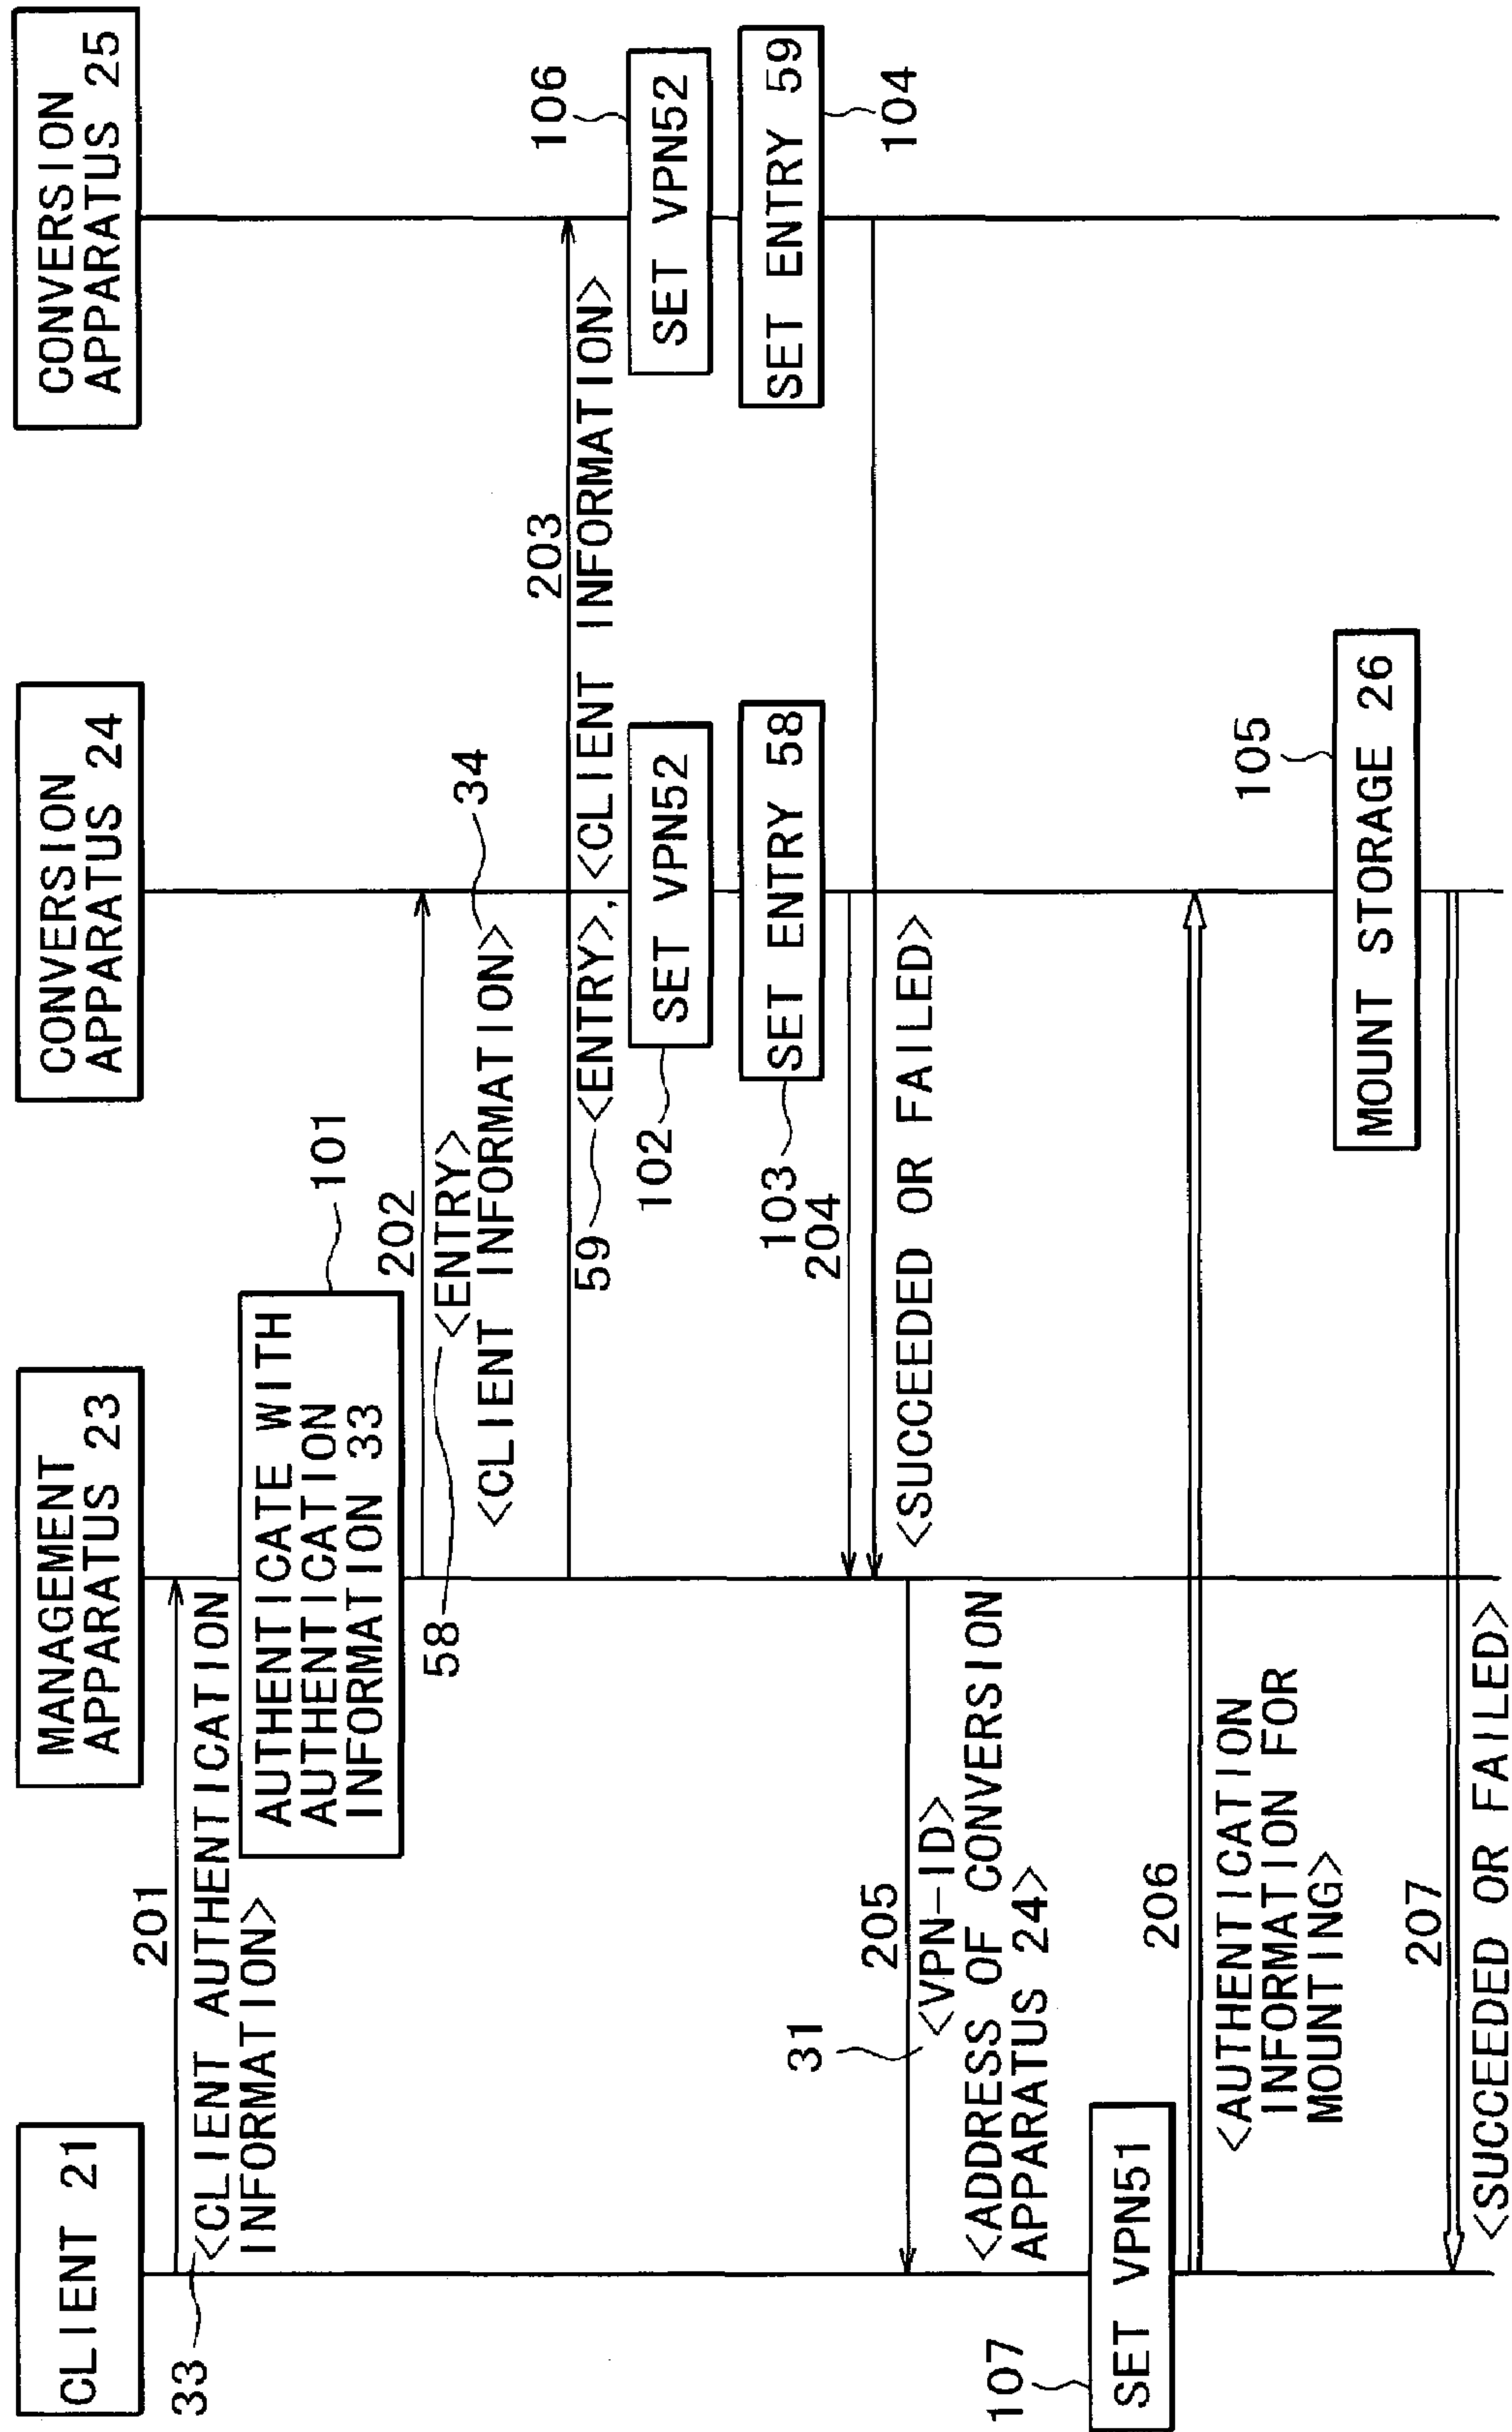 CLIENT 21
MANAGEMENT
APPARATUS 23
CONVERSION
APPARATUS 24
CONVERSION
APPARATUS 25
201
33
<CLIENT AUTHENTICATION
INFORMATION>
AUTHENTICATE WITH
AUTHENTICATION
INFORMATION 33
101
202
58
<ENTRY>
<CLIENT INFORMATION>
34
203
59
<ENTRY>, <CLIENT INFORMATION>
102
SET VPN52
106
SET VPN52
103
SET ENTRY 58
SET ENTRY 59
104
204
<SUCCEEDED OR FAILED>
205
31
<VPN-ID>
<ADDRESS OF CONVERSION
APPARATUS 24>
107
SET VPN51
206
<AUTHENTICATION
INFORMATION FOR
MOUNTING>
105
MOUNT STORAGE 26
207
<SUCCEEDED OR FAILED>